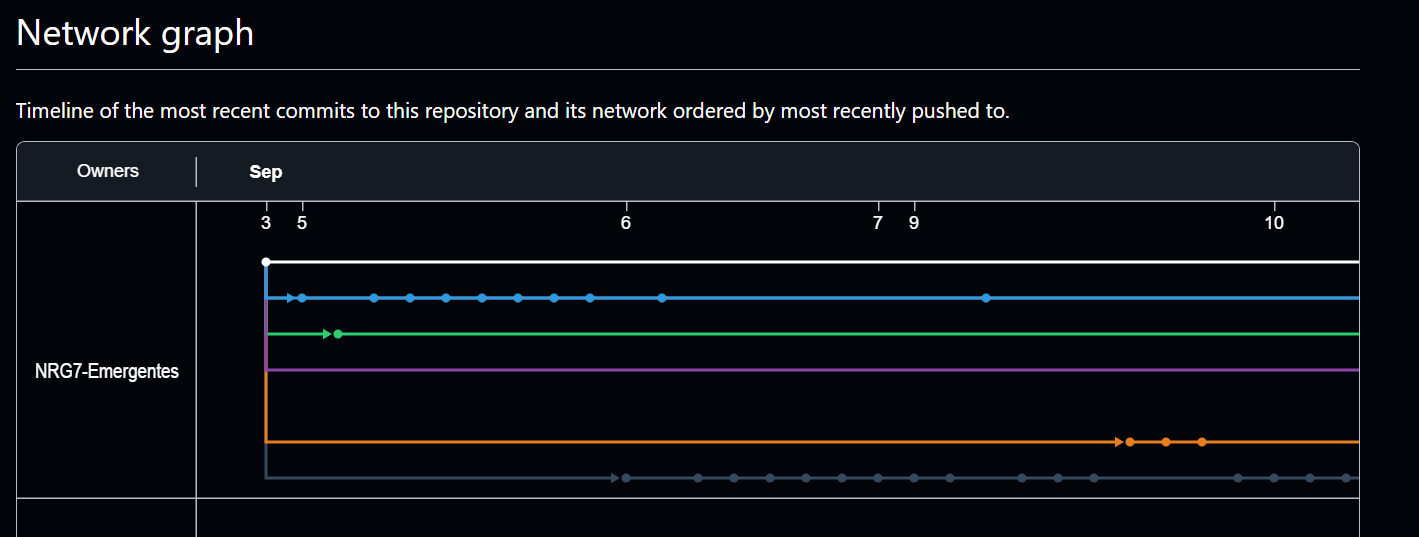 Network graph
Timeline of the most recent commits to this repository and its network ordered by most recently pushed to.
Owners
Sep
3 5 6 7 9 10
NRG7-Emergentes